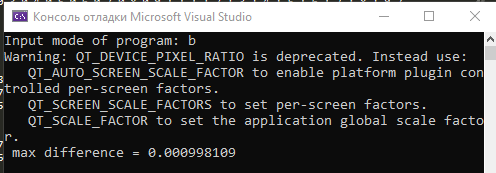 Консоль отладки Microsoft Visual Studio
Input mode of program: b
Warning: QT_DEVICE_PIXEL_RATIO is deprecated. Instead use:
   QT_AUTO_SCREEN_SCALE_FACTOR to enable platform plugin con
trolled per-screen factors.
   QT_SCREEN_SCALE_FACTORS to set per-screen factors.
   QT_SCALE_FACTOR to set the application global scale facto
r.
 max difference = 0.000998109